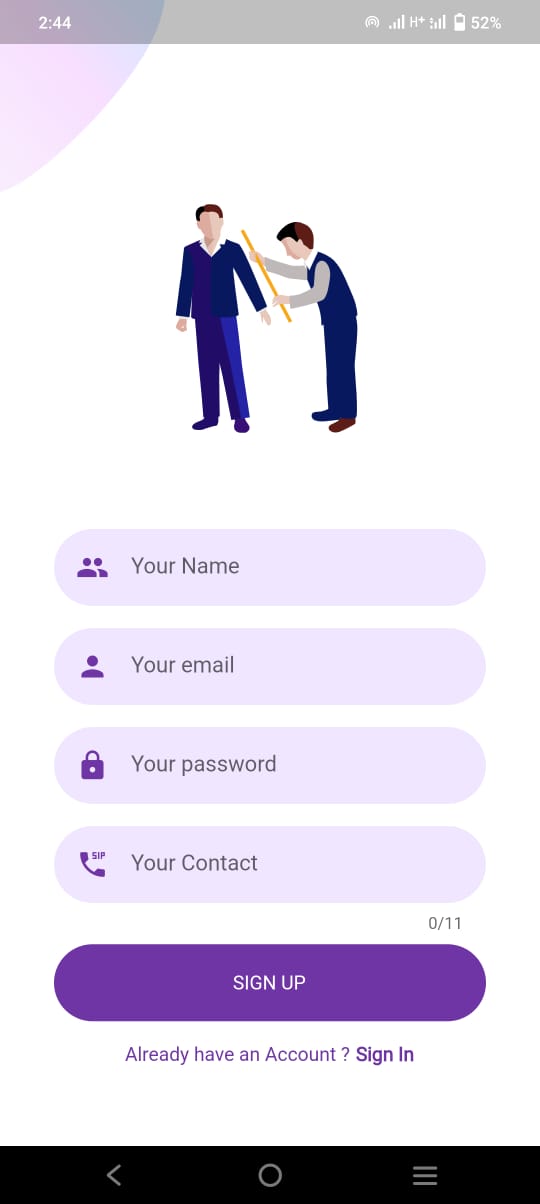 2:44 H+ 52%
Your Name
Your email
Your password
SIP
Your Contact
0/11
SIGN UP
Already have an Account ? Sign In